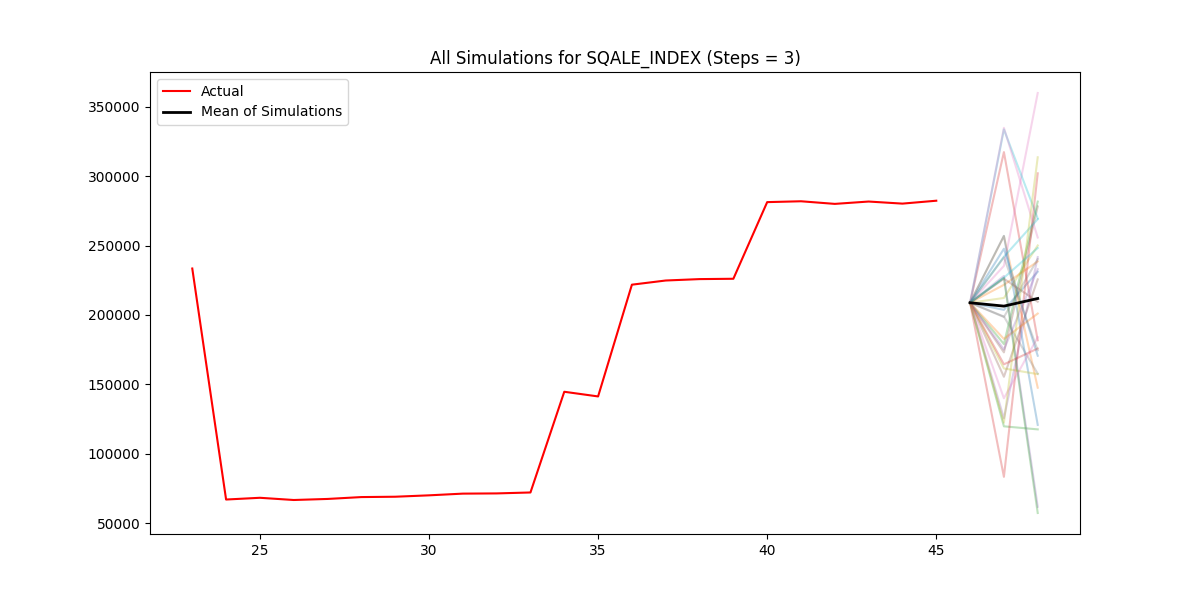 All Simulations for SQALE_INDEX (Steps = 3)
Actual
Mean of Simulations
350000
300000
250000
200000
150000
100000
50000
25 30 35 40 45